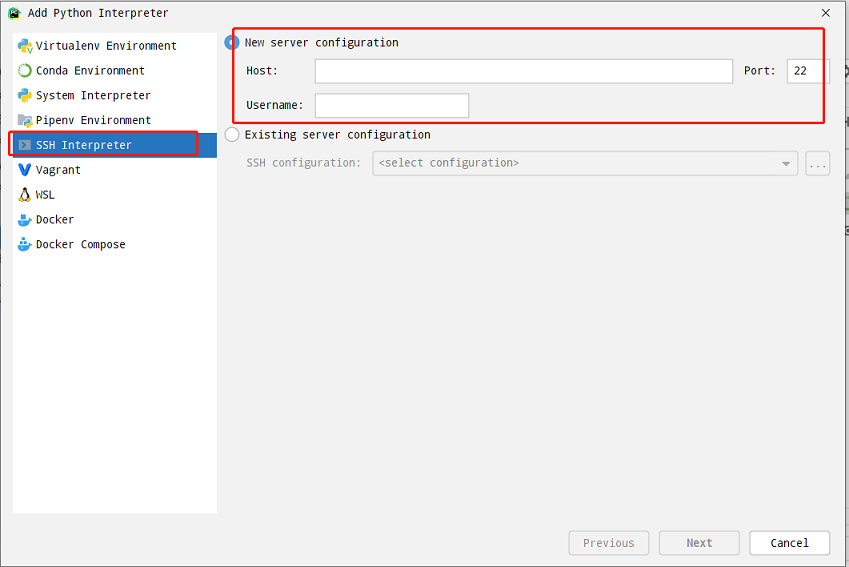 Add Python Interpreter
Virtualenv Environment
Conda Environment
System Interpreter
Pipenv Environment
SSH Interpreter
Vagrant
WSL
Docker
Docker Compose
New server configuration
Host: Port: 22
Username:
Existing server configuration
SSH configuration: <select configuration> ...
Previous Next Cancel